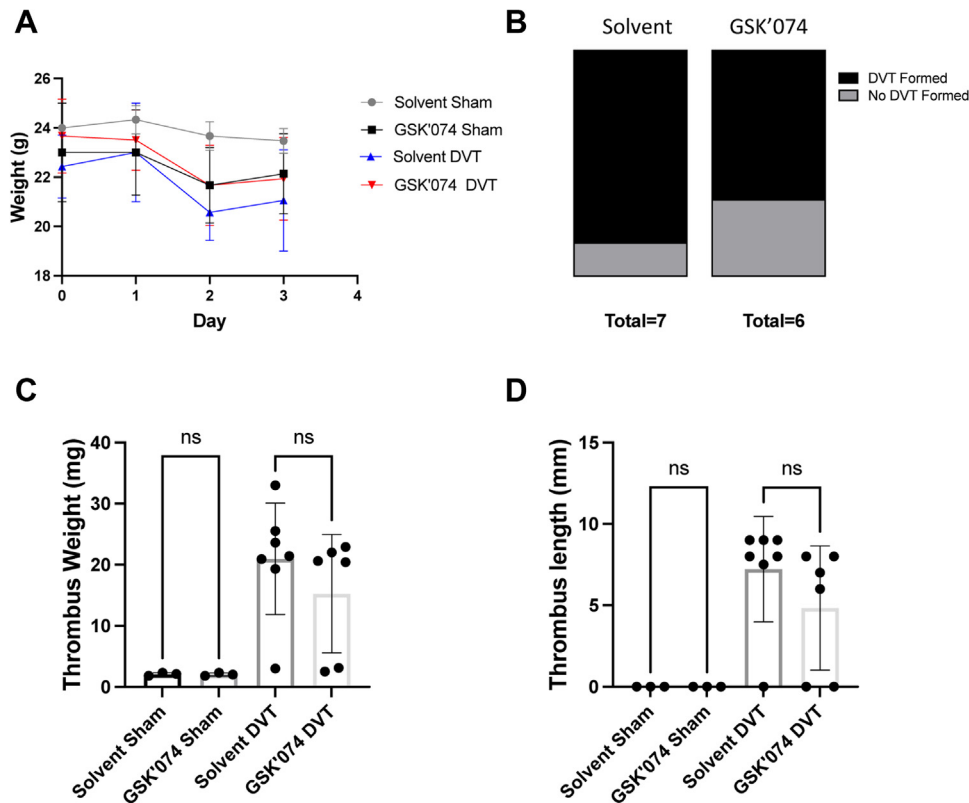 A
Weight (g)
26
24
22
20
18
0
1
2
3
4
Day
Solvent Sham
GSK'074 Sham
Solvent DVT
GSK'074 DVT
B
Solvent
GSK'074
DVT Formed
No DVT Formed
Total=7
Total=6
C
Thrombus Weight (mg)
40
30
20
10
0
ns
ns
Solvent Sham
GSK'074 Sham
Solvent DVT
GSK'074 DVT
D
Thrombus length (mm)
15
10
5
0
ns
ns
Solvent Sham
GSK'074 Sham
Solvent DVT
GSK'074 DVT